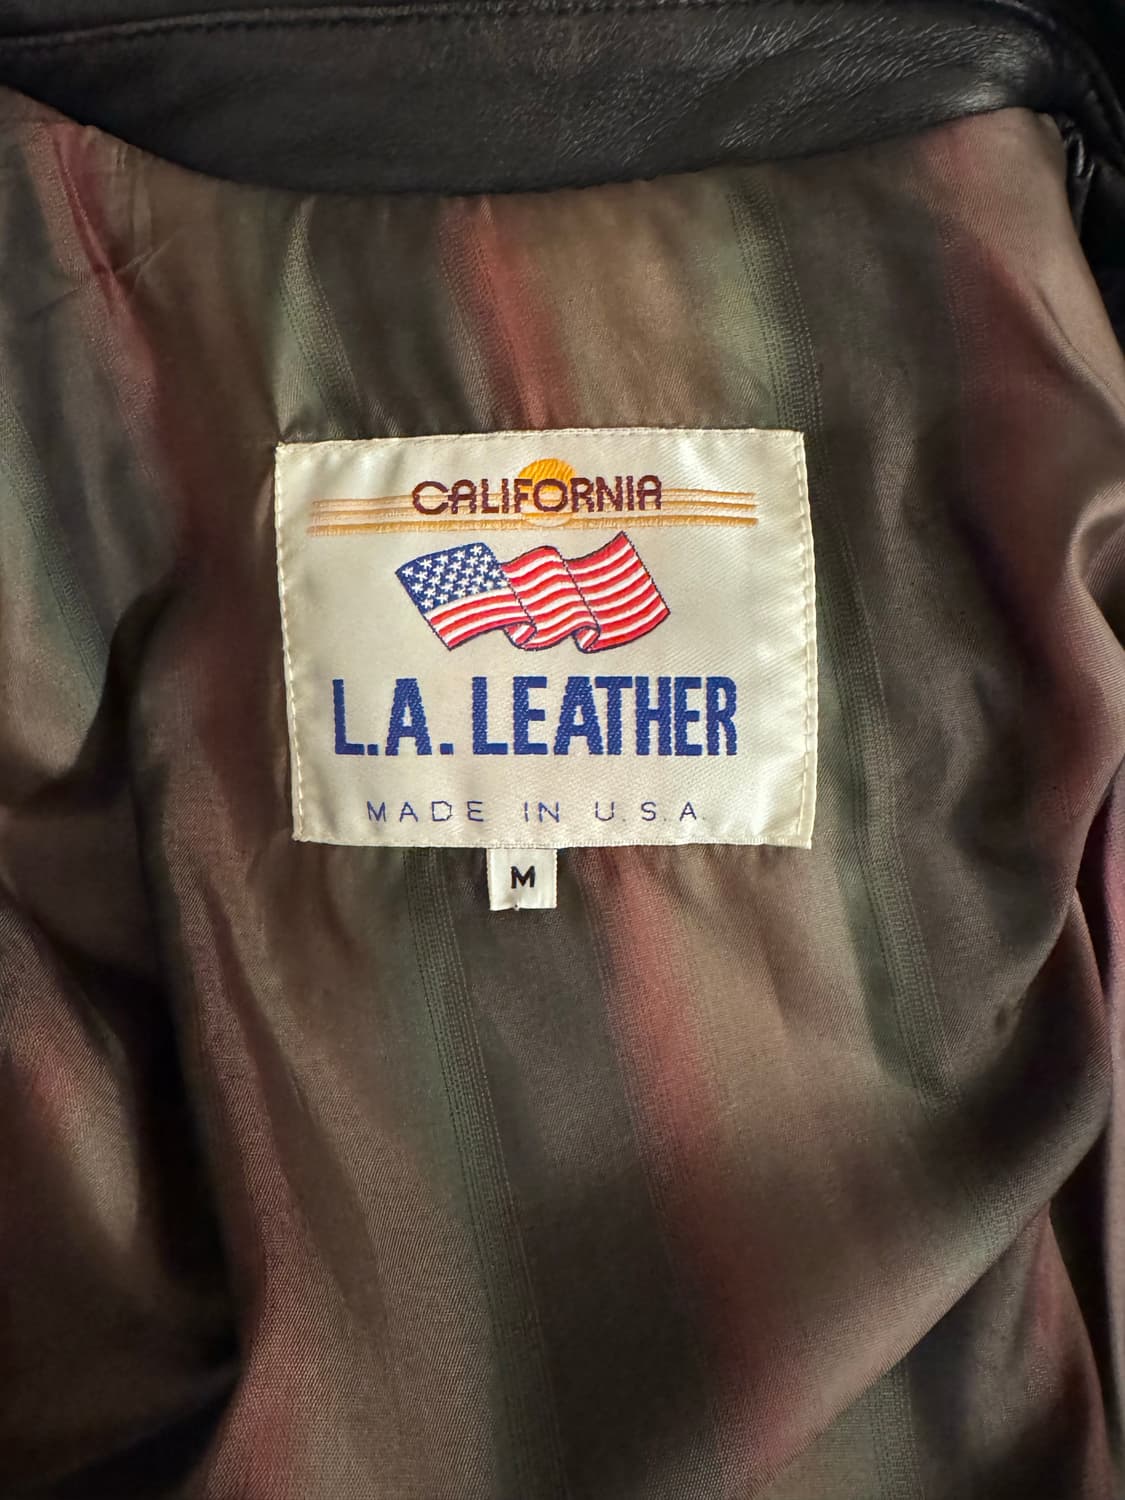 CALIFORNIA
L.A. LEATHER
MADE IN U.S.A.
M